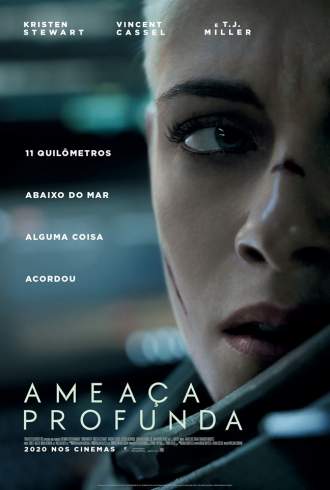 KRISTEN STEWART
VINCENT CASSEL
E T.J. MILLER
11 QUILÔMETROS
ABAIXO DO MAR
ALGUMA COISA
ACORDOU
AMEAÇA
PROFUNDA
2020 NOS CINEMAS